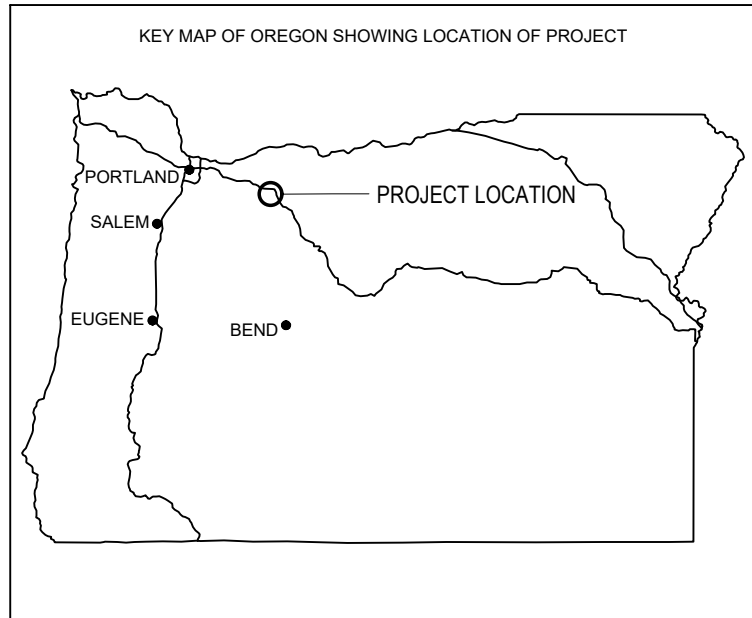 KEY MAP OF OREGON SHOWING LOCATION OF PROJECT
PORTLAND
PROJECT LOCATION
SALEM
EUGENE
BEND